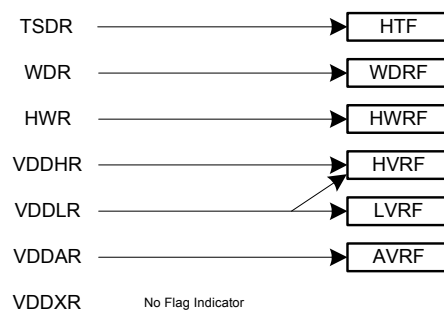 TSDR HTF
WDR WDRF
HWR HWRF
VDDHR HVRF
VDDLR LVRF
VDDAR AVRF
VDDXR No Flag Indicator